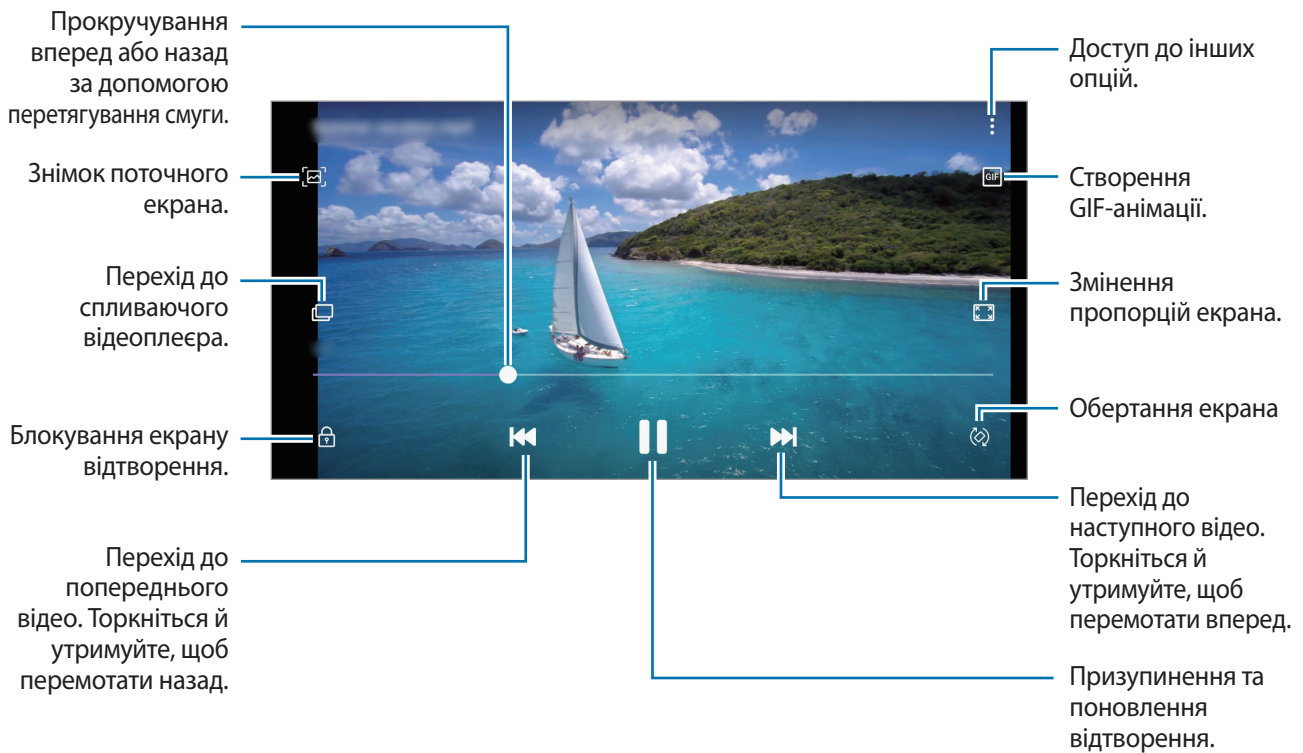 Прокручування
вперед або назад
за допомогою
перетягування смуги.
Знімок поточного
екрана.
Перехід до
спливаючого
відеоплеєра.
Блокування екрану
відтворення.
Перехід до
попереднього
відео. Торкніться й
утримуйте, щоб
перемотати назад.
Доступ до інших
опцій.
GIF
Створення
GIF-анімації.
Змінення
пропорцій екрана.
Обертання екрана
Перехід до
наступного відео.
Торкніться й
утримуйте, щоб
перемотати вперед.
Призупинення та
поновлення
відтворення.